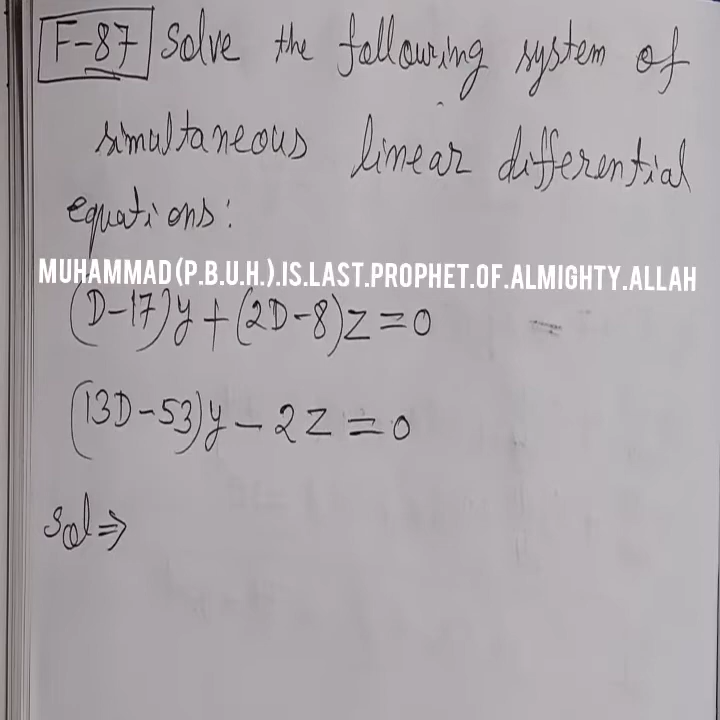 F-87 Solve the following system of
simultaneous linear differential
equations:
MUHAMMAD (P.B.U.H.).IS.LAST.PROPHET.OF.ALMIGHTY.ALLAH
(D-17)y+(2D-8)z=0
(13D-53)y-2z=0
Sol⇒